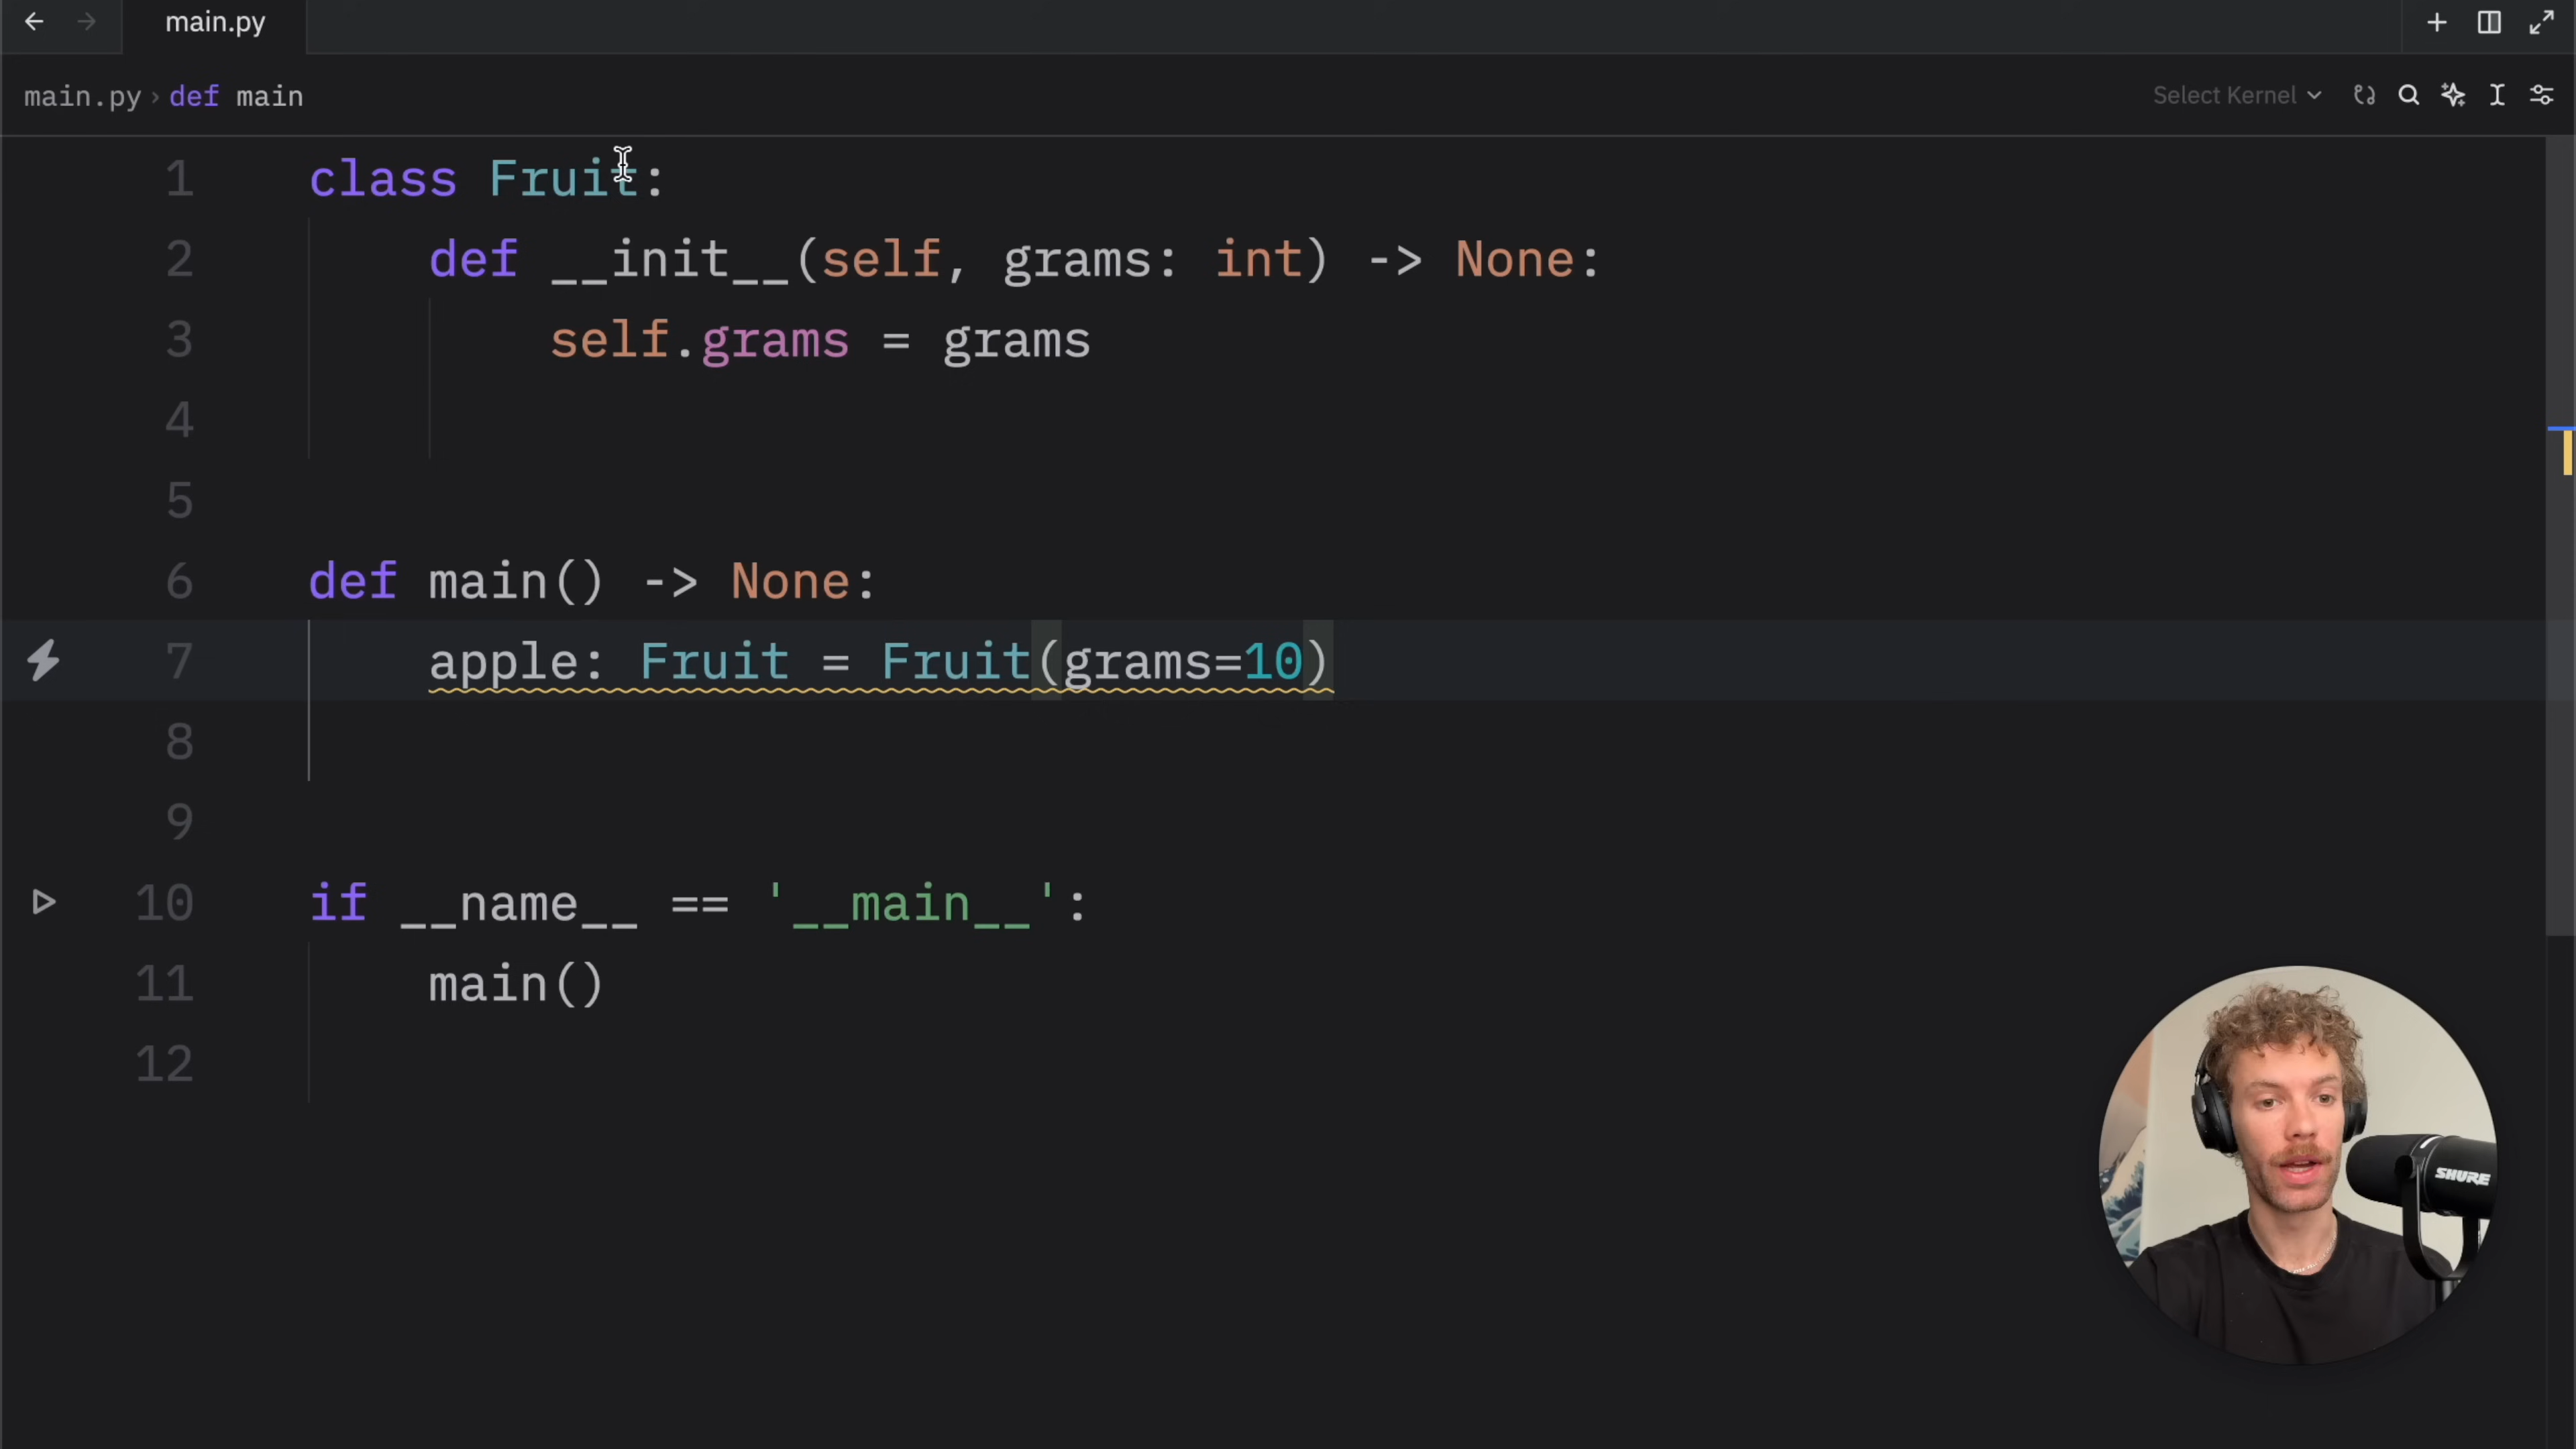 main.py
main.py › def main
Select Kernel
1 class Fruit:
2     def __init__(self, grams: int) -> None:
3         self.grams = grams
4
5
6 def main() -> None:
7     apple: Fruit = Fruit(grams=10)
8
9
10 if __name__ == '__main__':
11     main()
12
SHURE